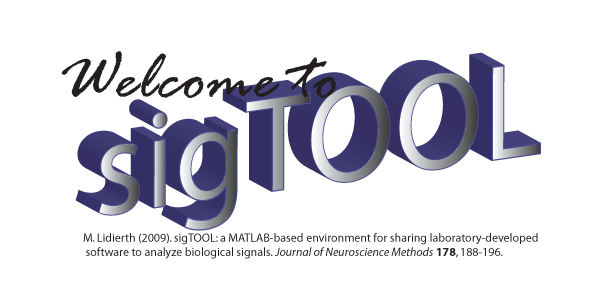 Welcome to
sigTOOL
M. Lidierth (2009). sigTOOL: a MATLAB-based environment for sharing laboratory-developed
software to analyze biological signals. Journal of Neuroscience Methods 178, 188-196.